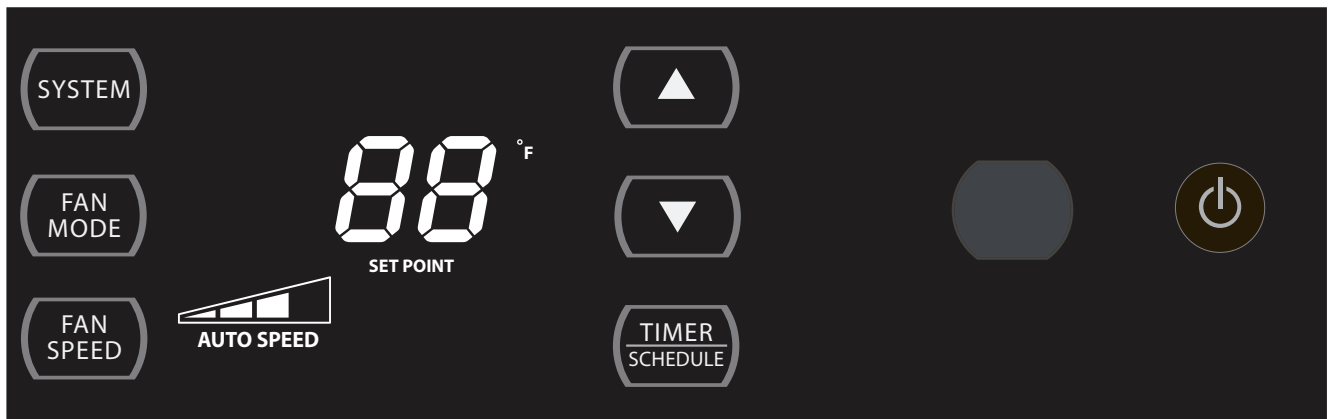 SYSTEM
FAN
MODE
FAN
SPEED
88 °F
SET POINT
AUTO SPEED
TIMER
SCHEDULE